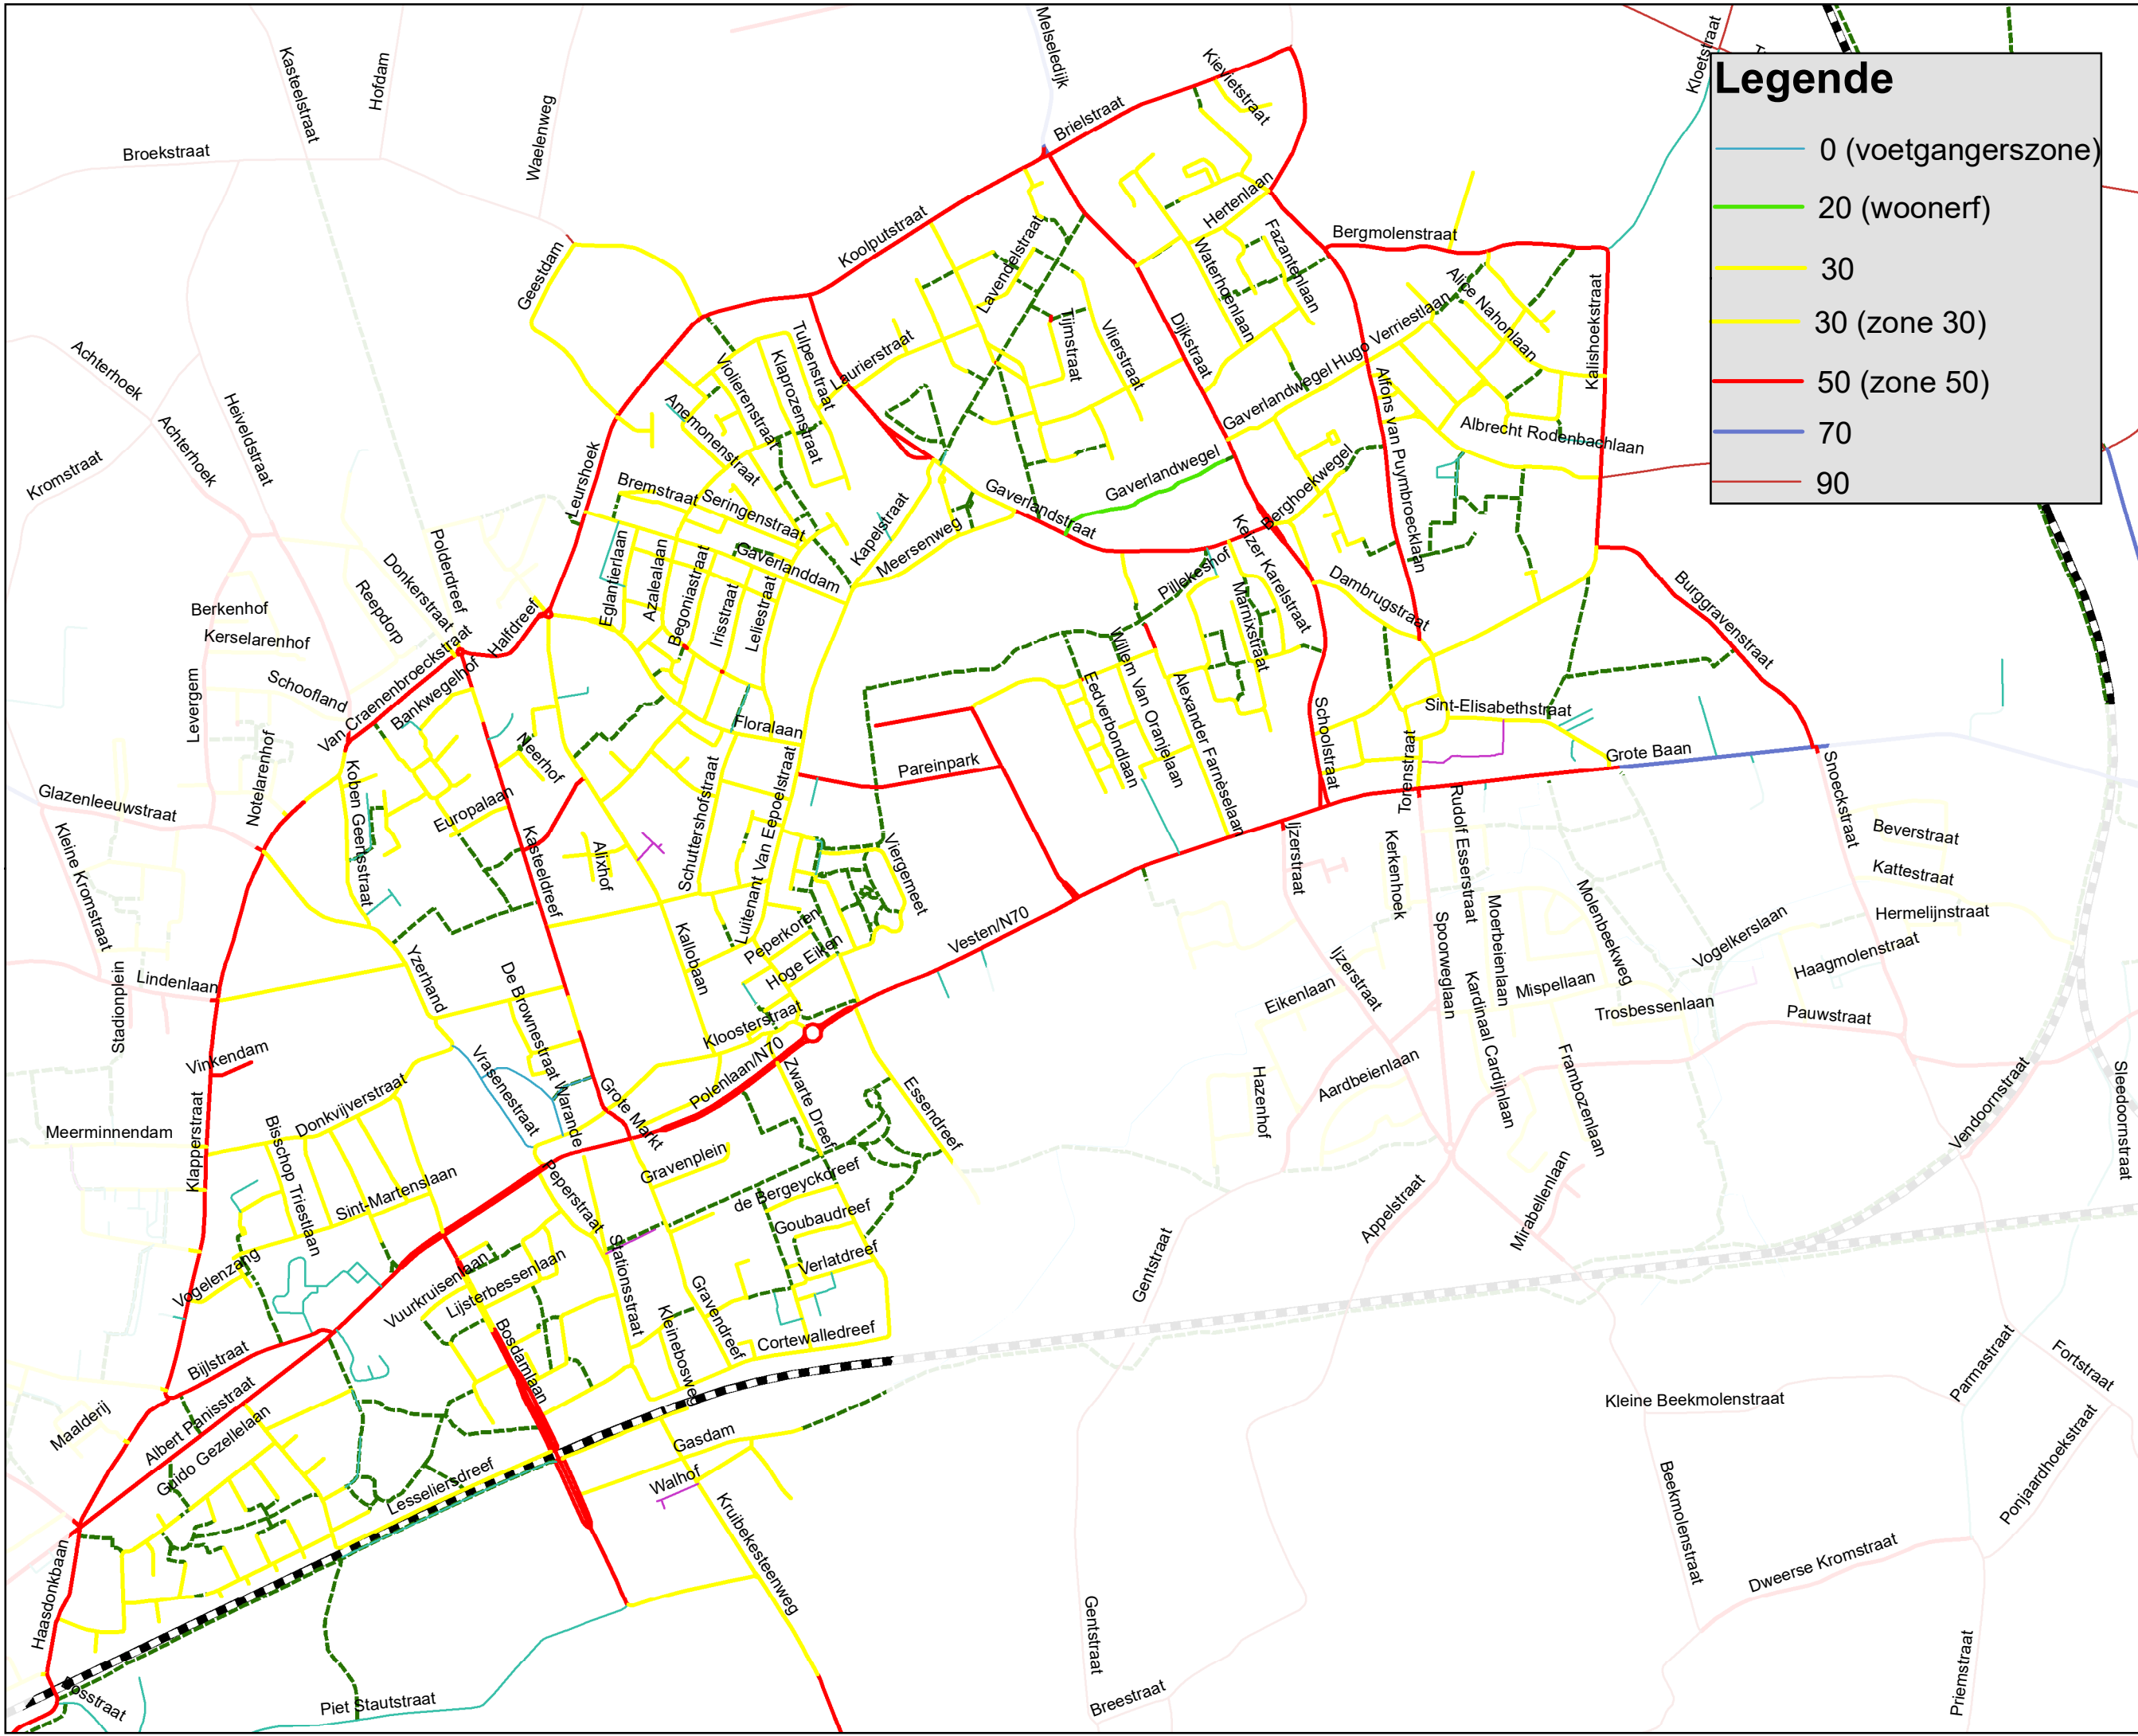 Legende
0 (voetgangerszone)
20 (woonerf)
30
30 (zone 30)
50 (zone 50)
70
90
Kasteelstraat
Hofdam
Waelenweg
Melseledijk
Kievietstraat
Kloetstraat
Broekstraat
Brielstraat
Koolputstraat
Geestdam
Lavendelstraat
Hertenlaan
Fazantenlaan
Waterhoenlaan
Bergmolenstraat
Alice Nahonlaan
Kalishoekstraat
Achterhoek
Achterhoek
Heiveldstraat
Kromstraat
Violierenstraat
Klaprozenstraat
Tulpenstraat
Laurierstraat
Tijmstraat
Vlierstraat
Dijkstraat
Gaverlandwegel
Hugo Verriestlaan
Alfons van Puymbroecklaan
Albrecht Rodenbachlaan
Anemonenstraat
Leurshoek
Bremstraat
Seringenstraat
Gaverlanddam
Kapelstraat
Meersenweg
Gaverlandstraat
Gaverlandwegel
Berghoekwegel
Keizer Karelstraat
Pillekeshof
Marnixstraat
Dambrugstraat
Burggravenstraat
Polderdreef
Donkerstraat
Reepdorp
Berkenhof
Kerselarenhof
Schoofland
Levergem
Notelarenhof
Van Craenenbroeckstraat
Halfdreef
Bankwegelhof
Eglantierlaan
Azalealaan
Begoniastraat
Irisstraat
Leliestraat
Floralaan
Neerhof
Willem Van Oranjelaan
Eedverbondlaan
Alexander Farnèselaan
Schoolstraat
Torenstraat
Sint-Elisabethstraat
Grote Baan
Snoeckstraat
Glazenleeuwstraat
Kleine Kromstraat
Koben Geertsstraat
Europalaan
Kasteeldreef
Alixhof
Schuttershofstraat
Luitenant Van Eepoelstraat
Pareinpark
Viergemeet
Vesten/N70
Ijzerstraat
Kerkenhoek
Rudolf Esserstraat
Beverstraat
Kattestraat
Hermelijnstraat
Haagmolenstraat
Vogelkerslaan
Molenbeekweg
Moerbeienlaan
Spoorweglaan
Ijzerstraat
Eikenlaan
Kardinaal Cardijnlaan
Mispellaan
Trosbessenlaan
Pauwstraat
Lindenlaan
Stadionplein
Yzerhand
De Brownestraat
Kallobaan
Peperkoren
Hoge Eiken
Kloosterstraat
Polenlaan/N70
Vinkendam
Vrasenestraat
Warande
Grote Markt
Zwarte Dreef
Essendreef
Hazenhof
Aardbeienlaan
Frambozenlaan
Vendoornstraat
Sleedoornstraat
Meerminnendam
Klapperstraat
Donkvijverstraat
Bisschop Triestlaan
Sint-Martenslaan
Peperstraat
Gravenplein
de Bergeyckdreef
Goubaudreef
Verlatdreef
Appelstraat
Mirabellenlaan
Gentstraat
Vogelenzang
Vuurkruisenlaan
Lijsterbessenlaan
Stationsstraat
Kleinebosweg
Gravendreef
Cortewalledreef
Bosdamlaan
Bijlstraat
Albert Panisstraat
Guido Gezellelaan
Maalderij
Lesseliersdreef
Gasdam
Walhof
Kruibekesteenweg
Haasdonkbaan
Piet Stautstraat
Gentstraat
Breestraat
Kleine Beekmolenstraat
Beekmolenstraat
Dweerse Kromstraat
Parmastraat
Fortstraat
Ponjaardhoekstraat
Priemstraat